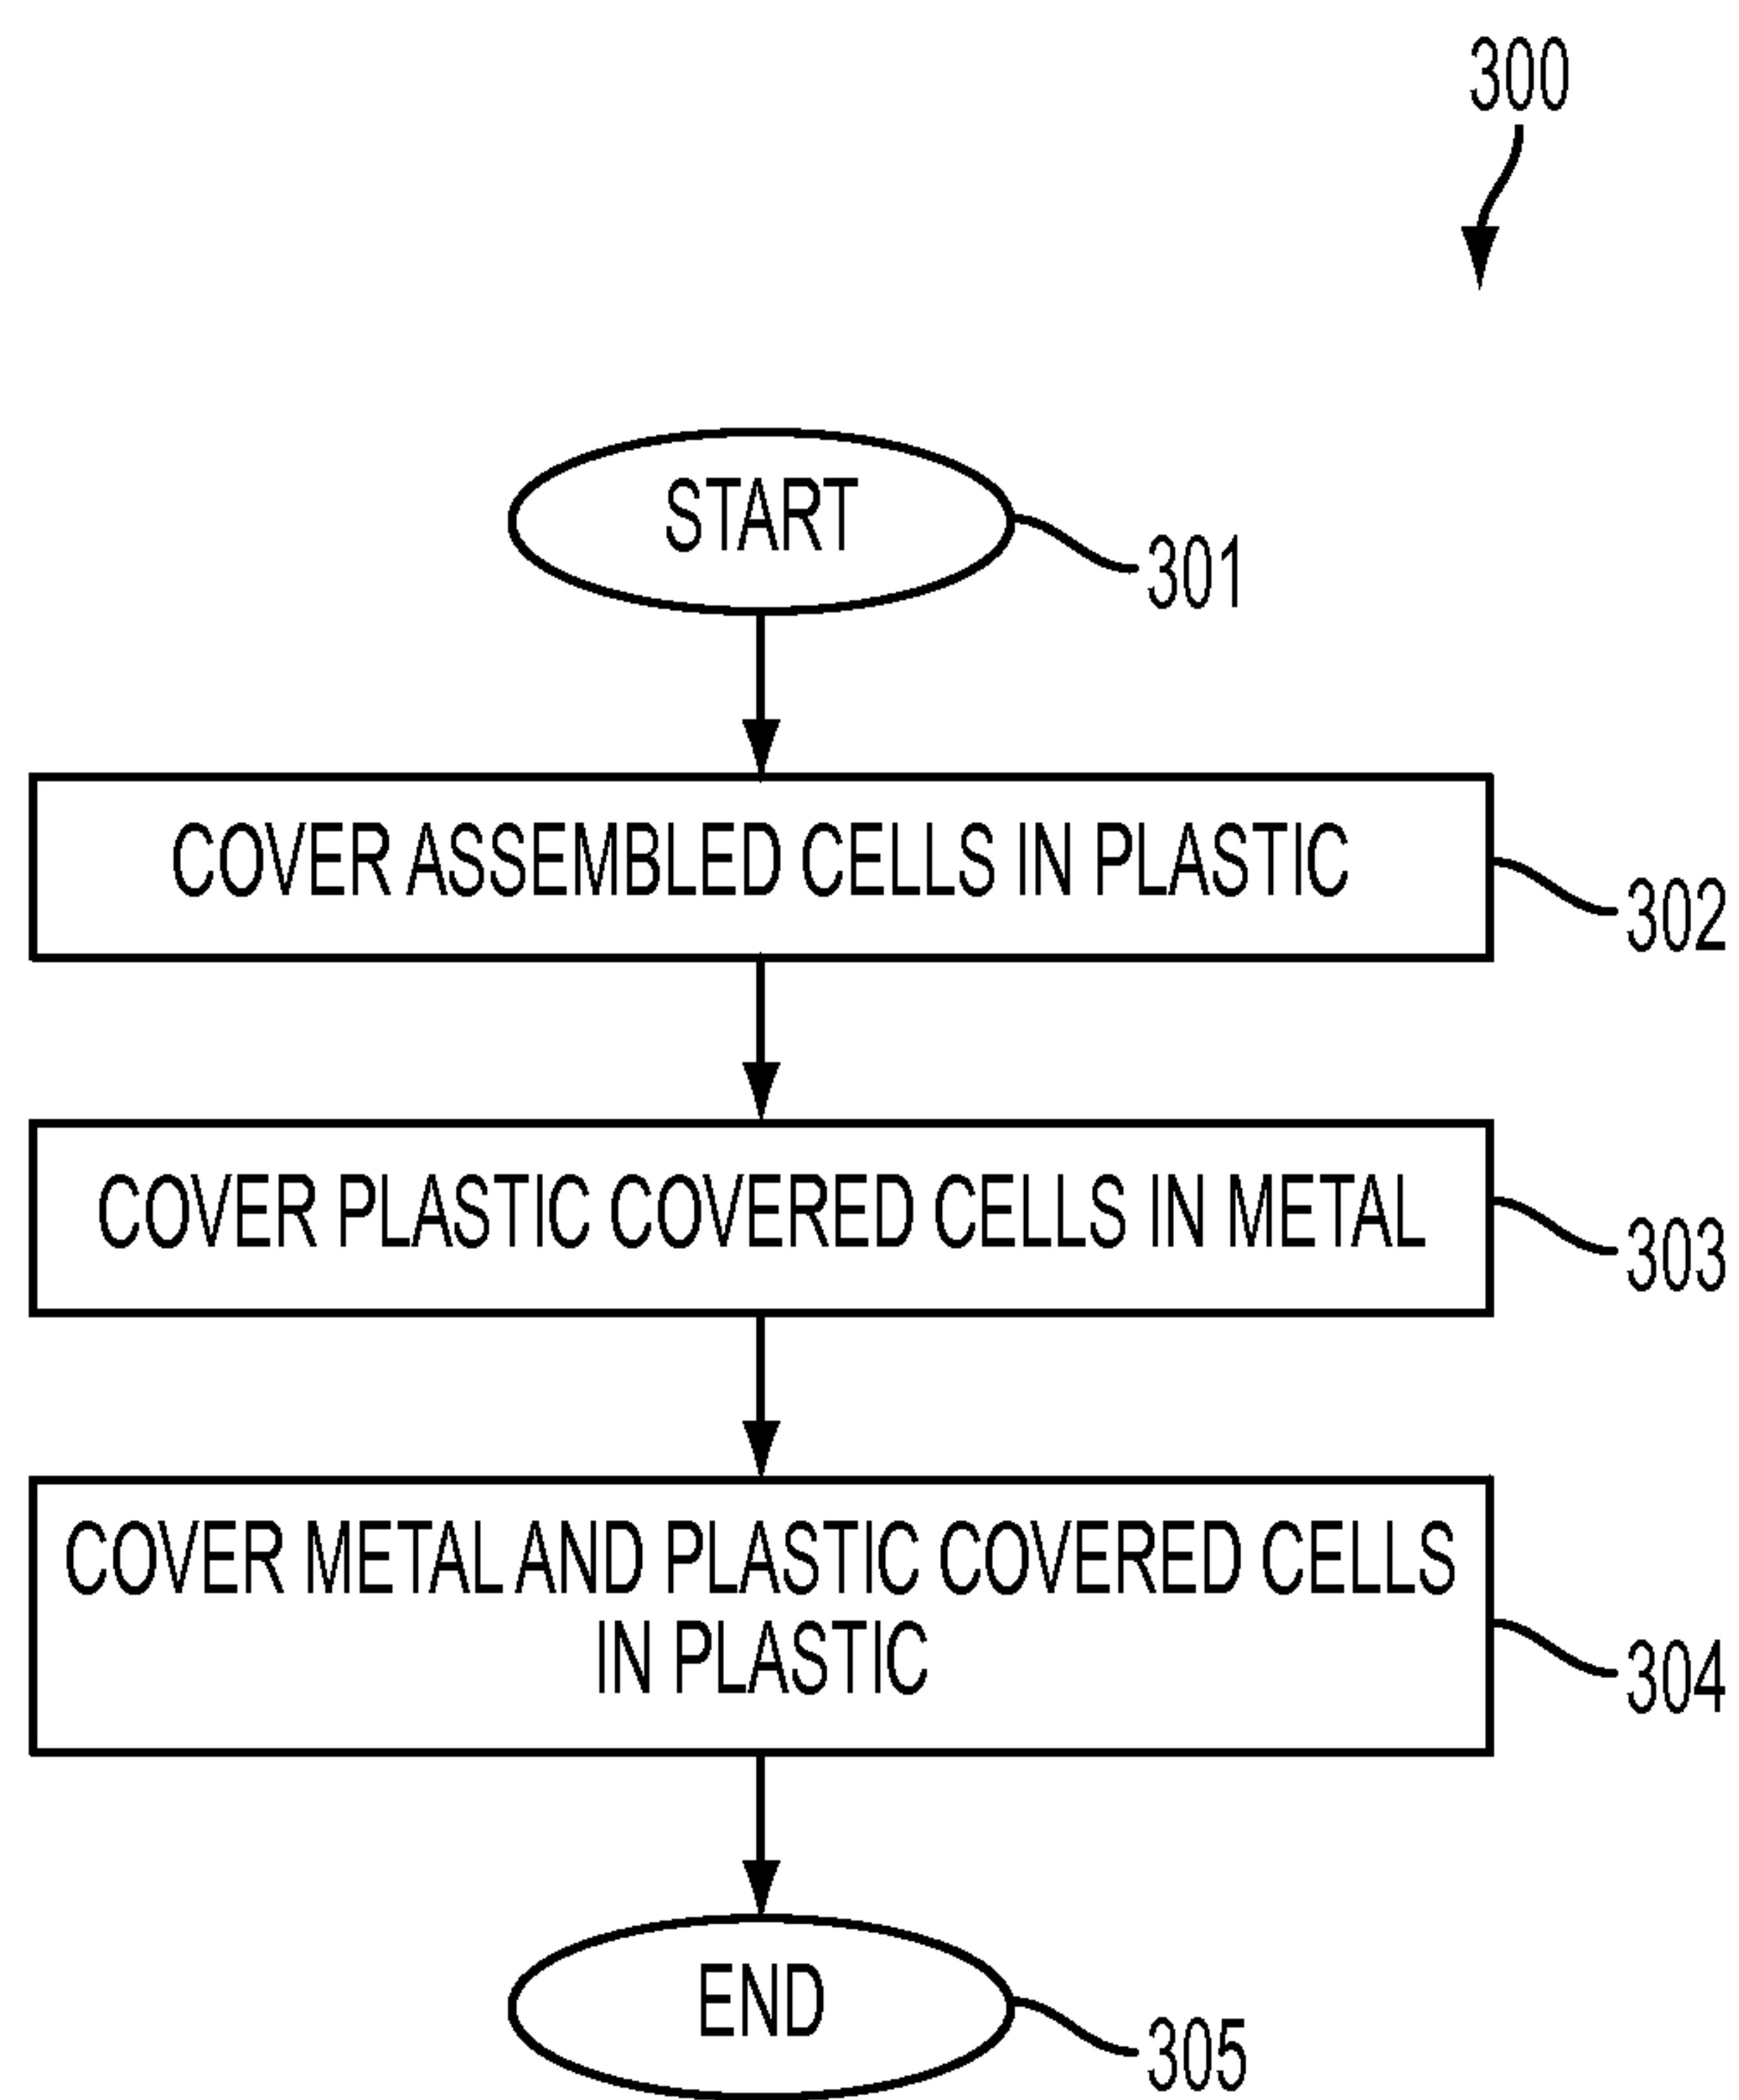 300
START
301
COVER ASSEMBLED CELLS IN PLASTIC
302
COVER PLASTIC COVERED CELLS IN METAL
303
COVER METAL AND PLASTIC COVERED CELLS
IN PLASTIC
304
END
305